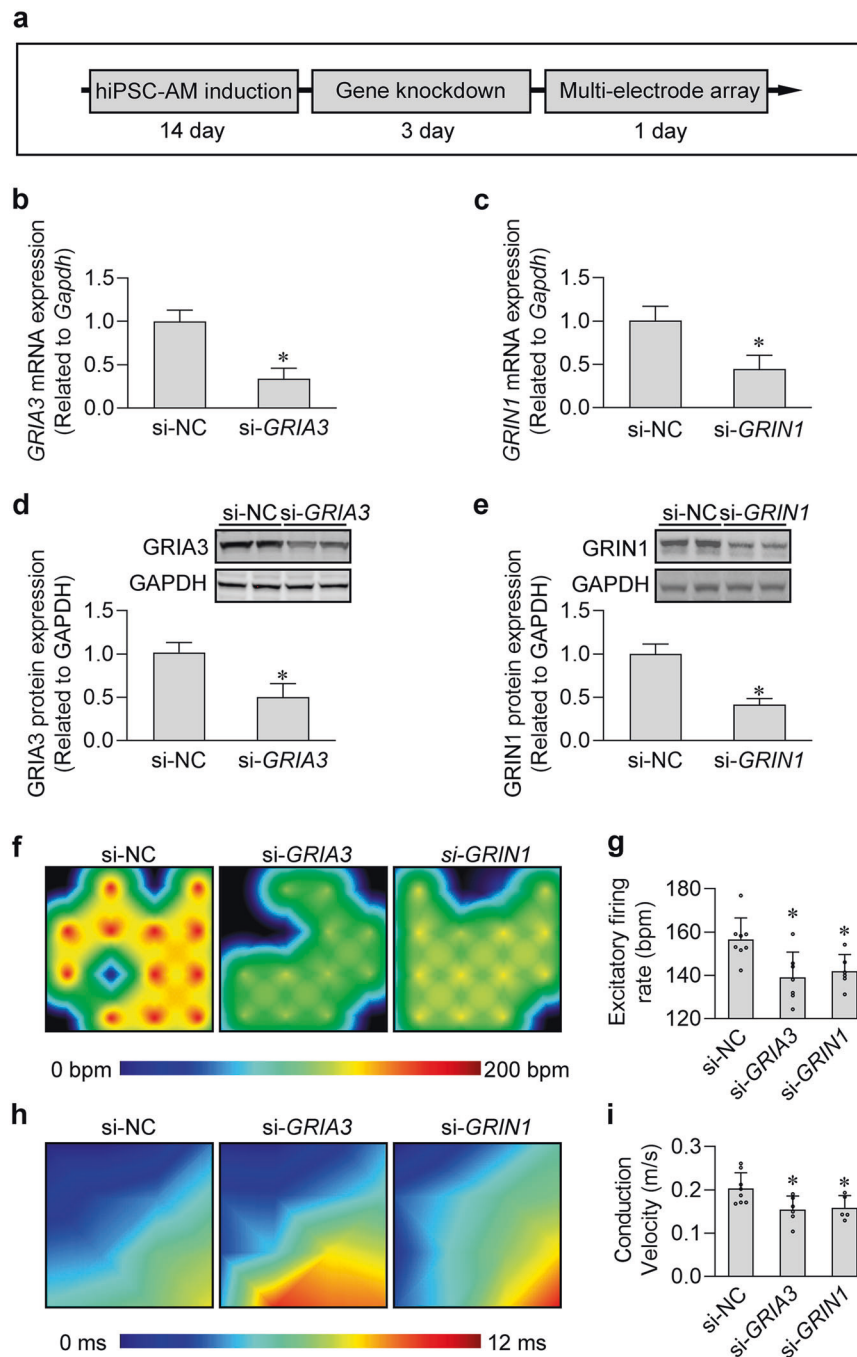 a
hiPSC-AM induction
Gene knockdown
Multi-electrode array
14 day
3 day
1 day
b
GRIA3 mRNA expression
(Related to Gapdh)
1.5
1.0
0.5
0.0
*
si-NC
si-GRIA3
c
GRIN1 mRNA expression
(Related to Gapdh)
1.5
1.0
0.5
0.0
*
si-NC
si-GRIN1
d
si-NC si-GRIA3
GRIA3
GAPDH
GRIA3 protein expression
(Related to GAPDH)
1.5
1.0
0.5
0.0
*
si-NC
si-GRIA3
e
si-NC si-GRIN1
GRIN1
GAPDH
GRIN1 protein expression
(Related to GAPDH)
1.5
1.0
0.5
0.0
*
si-NC
si-GRIN1
f
si-NC
si-GRIA3
si-GRIN1
0 bpm
200 bpm
g
Excitatory firing
rate (bpm)
180
160
140
120
*
*
si-NC
si-GRIA3
si-GRIN1
h
si-NC
si-GRIA3
si-GRIN1
0 ms
12 ms
i
Conduction
Velocity (m/s)
0.3
0.2
0.1
0.0
*
*
si-NC
si-GRIA3
si-GRIN1